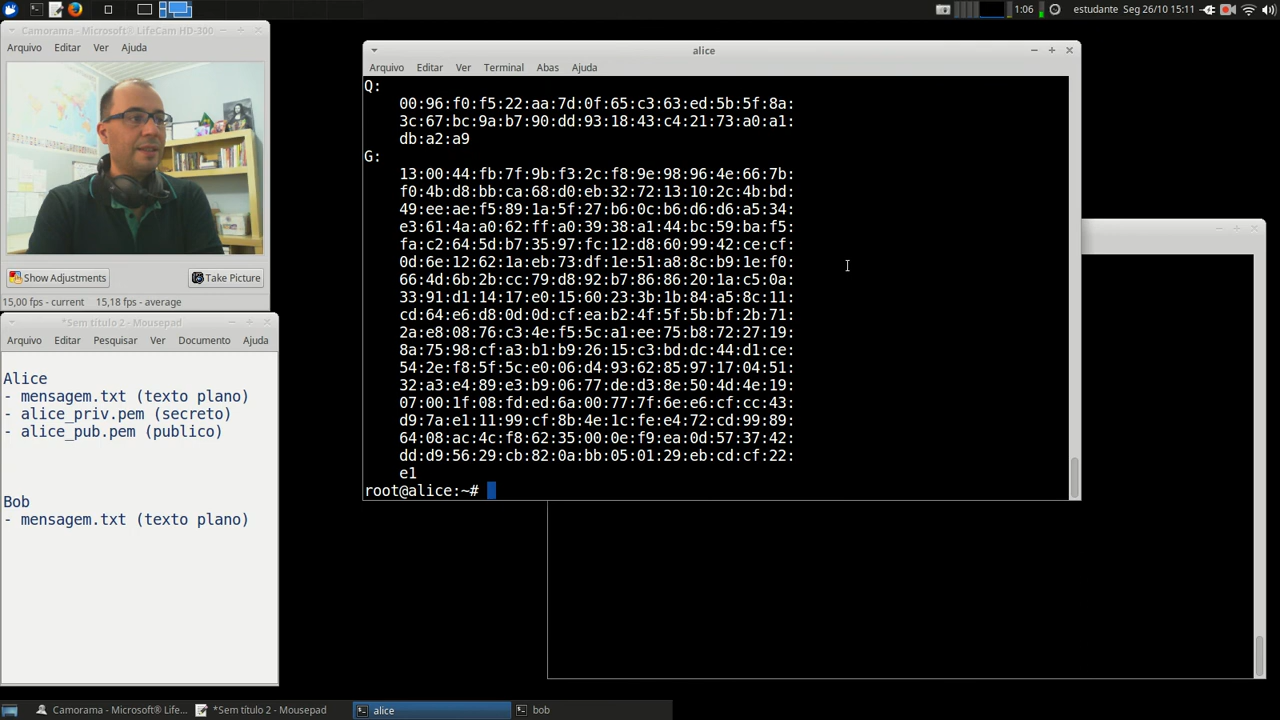 1:06
estudante
Seg 26/10 15:11
Camorama - Microsoft® LifeCam HD-300
Arquivo Editar Ver Ajuda
Show Adjustments
Take Picture
15,00 fps - current 15,18 fps - average
*Sem título 2 - Mousepad
Arquivo Editar Pesquisar Ver Documento Ajuda
Alice
- mensagem.txt (texto plano)
- alice_priv.pem (secreto)
- alice_pub.pem (publico)
Bob
- mensagem.txt (texto plano)
alice
Arquivo Editar Ver Terminal Abas Ajuda
Q:
00:96:f0:f5:22:aa:7d:0f:65:c3:63:ed:5b:5f:8a:
3c:67:bc:9a:b7:90:dd:93:18:43:c4:21:73:a0:a1:
db:a2:a9
G:
13:00:44:fb:7f:9b:f3:2c:f8:9e:98:96:4e:66:7b:
f0:4b:d8:bb:ca:68:d0:eb:32:72:13:10:2c:4b:bd:
49:ee:ae:f5:89:1a:5f:27:b6:0c:b6:d6:d6:a5:34:
e3:61:4a:a0:62:ff:a0:39:38:a1:44:bc:59:ba:f5:
fa:c2:64:5d:b7:35:97:fc:12:d8:60:99:42:ce:cf:
0d:6e:12:62:1a:eb:73:df:1e:51:a8:8c:b9:1e:f0:
66:4d:6b:2b:cc:79:d8:92:b7:86:86:20:1a:c5:0a:
33:91:d1:14:17:e0:15:60:23:3b:1b:84:a5:8c:11:
cd:64:e6:d8:0d:0d:cf:ea:b2:4f:5f:5b:bf:2b:71:
2a:e8:08:76:c3:4e:f5:5c:a1:ee:75:b8:72:27:19:
8a:75:98:cf:a3:b1:b9:26:15:c3:bd:dc:44:d1:ce:
54:2e:f8:5f:5c:e0:06:d4:93:62:85:97:17:04:51:
32:a3:e4:89:e3:b9:06:77:de:d3:8e:50:4d:4e:19:
07:00:1f:08:fd:ed:6a:00:77:7f:6e:e6:cf:cc:43:
d9:7a:e1:11:99:cf:8b:4e:1c:fe:e4:72:cd:99:89:
64:08:ac:4c:f8:62:35:00:0e:f9:ea:0d:57:37:42:
dd:d9:56:29:cb:82:0a:bb:05:01:29:eb:cd:cf:22:
e1
root@alice:~#
Camorama - Microsoft® LifeC...
*Sem título 2 - Mousepad
alice
bob